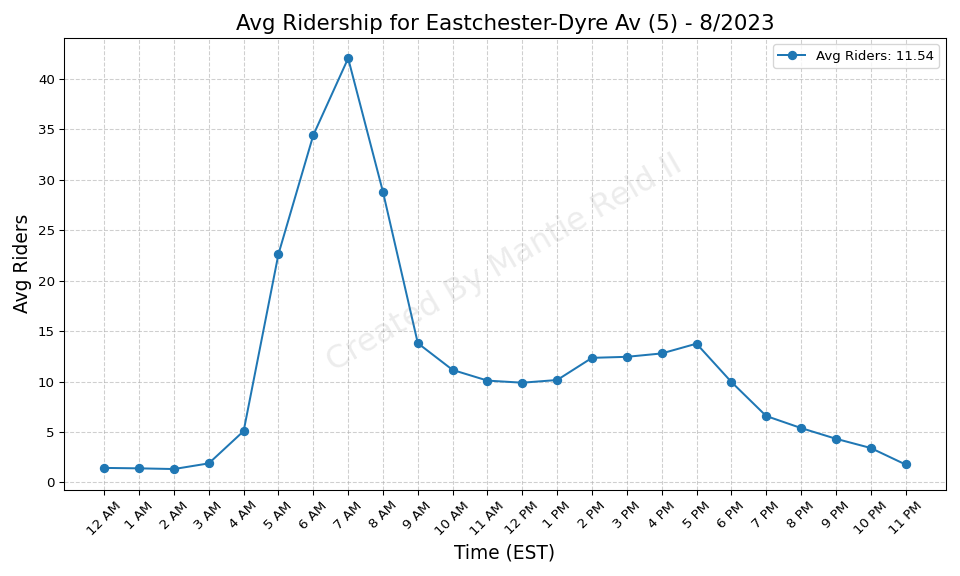 Avg Ridership for Eastchester-Dyre Av (5) - 8/2023
Avg Riders: 11.54
Avg Riders
40
35
30
25
20
15
10
5
0
Created By Mantie Reid II
12 AM
1 AM
2 AM
3 AM
4 AM
5 AM
6 AM
7 AM
8 AM
9 AM
10 AM
11 AM
12 PM
1 PM
2 PM
3 PM
4 PM
5 PM
6 PM
7 PM
8 PM
9 PM
10 PM
11 PM
Time (EST)